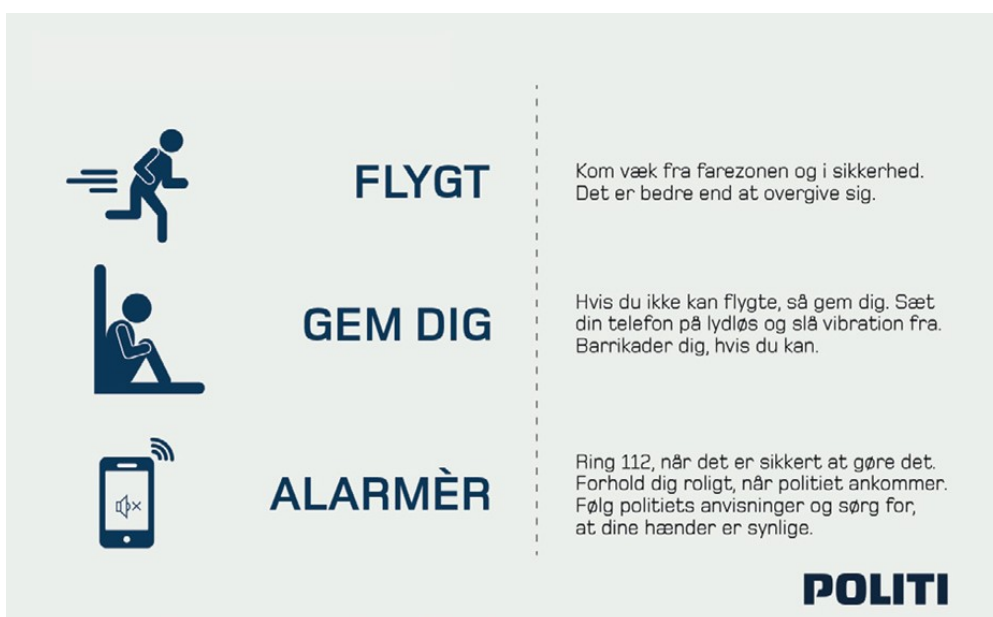 FLYGT
Kom væk fra farezonen og i sikkerhed.
Det er bedre end at overgive sig.
GEM DIG
Hvis du ikke kan flygte, så gem dig. Sæt
din telefon på lydløs og slå vibration fra.
Barrikader dig, hvis du kan.
ALARMÈR
Ring 112, når det er sikkert at gøre det.
Forhold dig roligt, når politiet ankommer.
Følg politiets anvisninger og sørg for,
at dine hænder er synlige.
POLITI